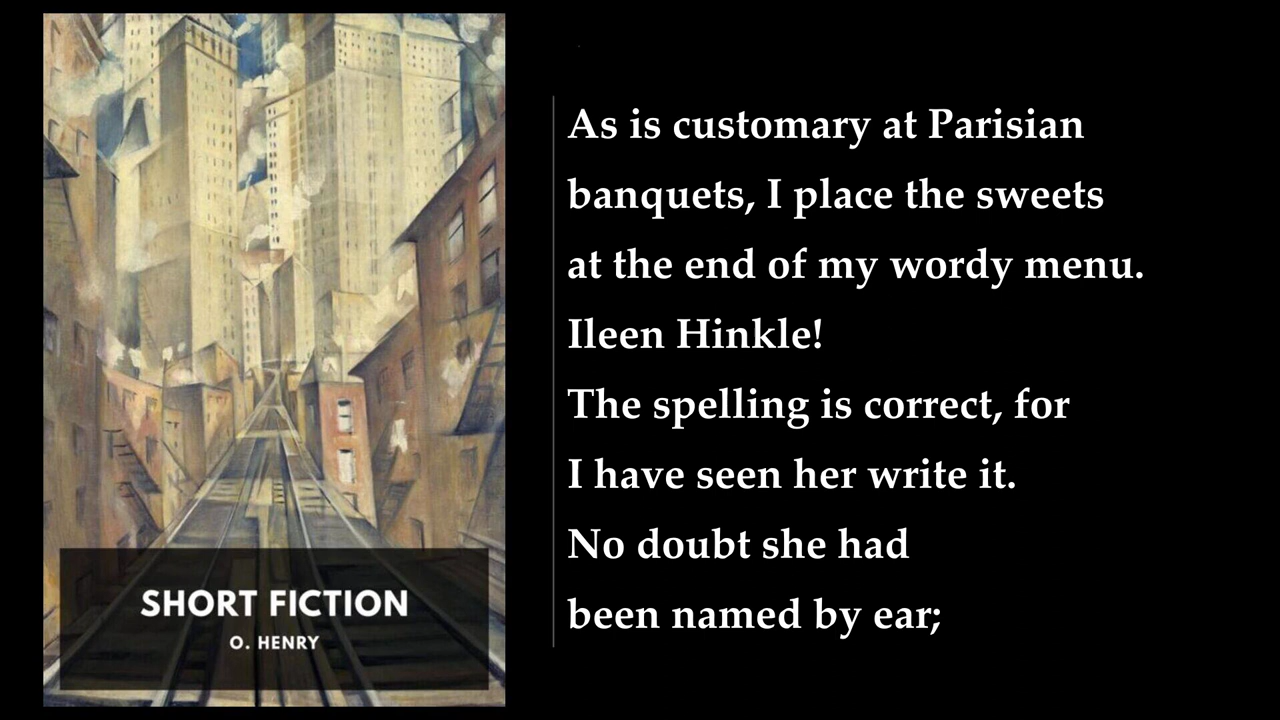 SHORT FICTION
O. HENRY
As is customary at Parisian
banquets, I place the sweets
at the end of my wordy menu.
Ileen Hinkle!
The spelling is correct, for
I have seen her write it.
No doubt she had
been named by ear;